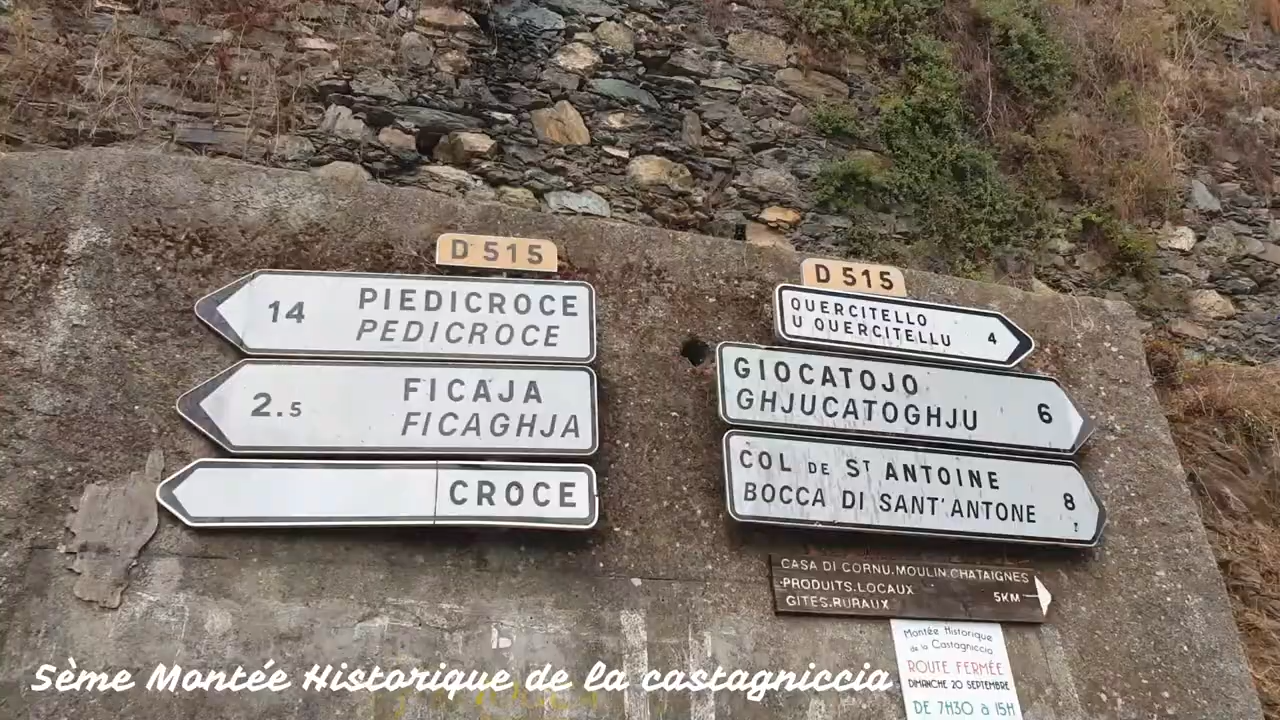 D 515
14 PIEDICROCE
PEDICROCE
2.5 FICAJA
FICAGHJA
CROCE
D 515
QUERCITELLO
U QUERCITELLU 4
GIOCATOJO
GHJUCATOGHJU 6
COL DE ST ANTOINE
BOCCA DI SANT'ANTONE 8
CASA DI CORNU.MOULIN CHATAIGNES
PRODUITS.LOCAUX
GITES.RURAUX 5KM
Montée Historique
de la Castagniccia
ROUTE FERMÉE
DIMANCHE 20 SEPTEMBRE
DE 7H30 à 15H
5ème Montée Historique de la castagniccia